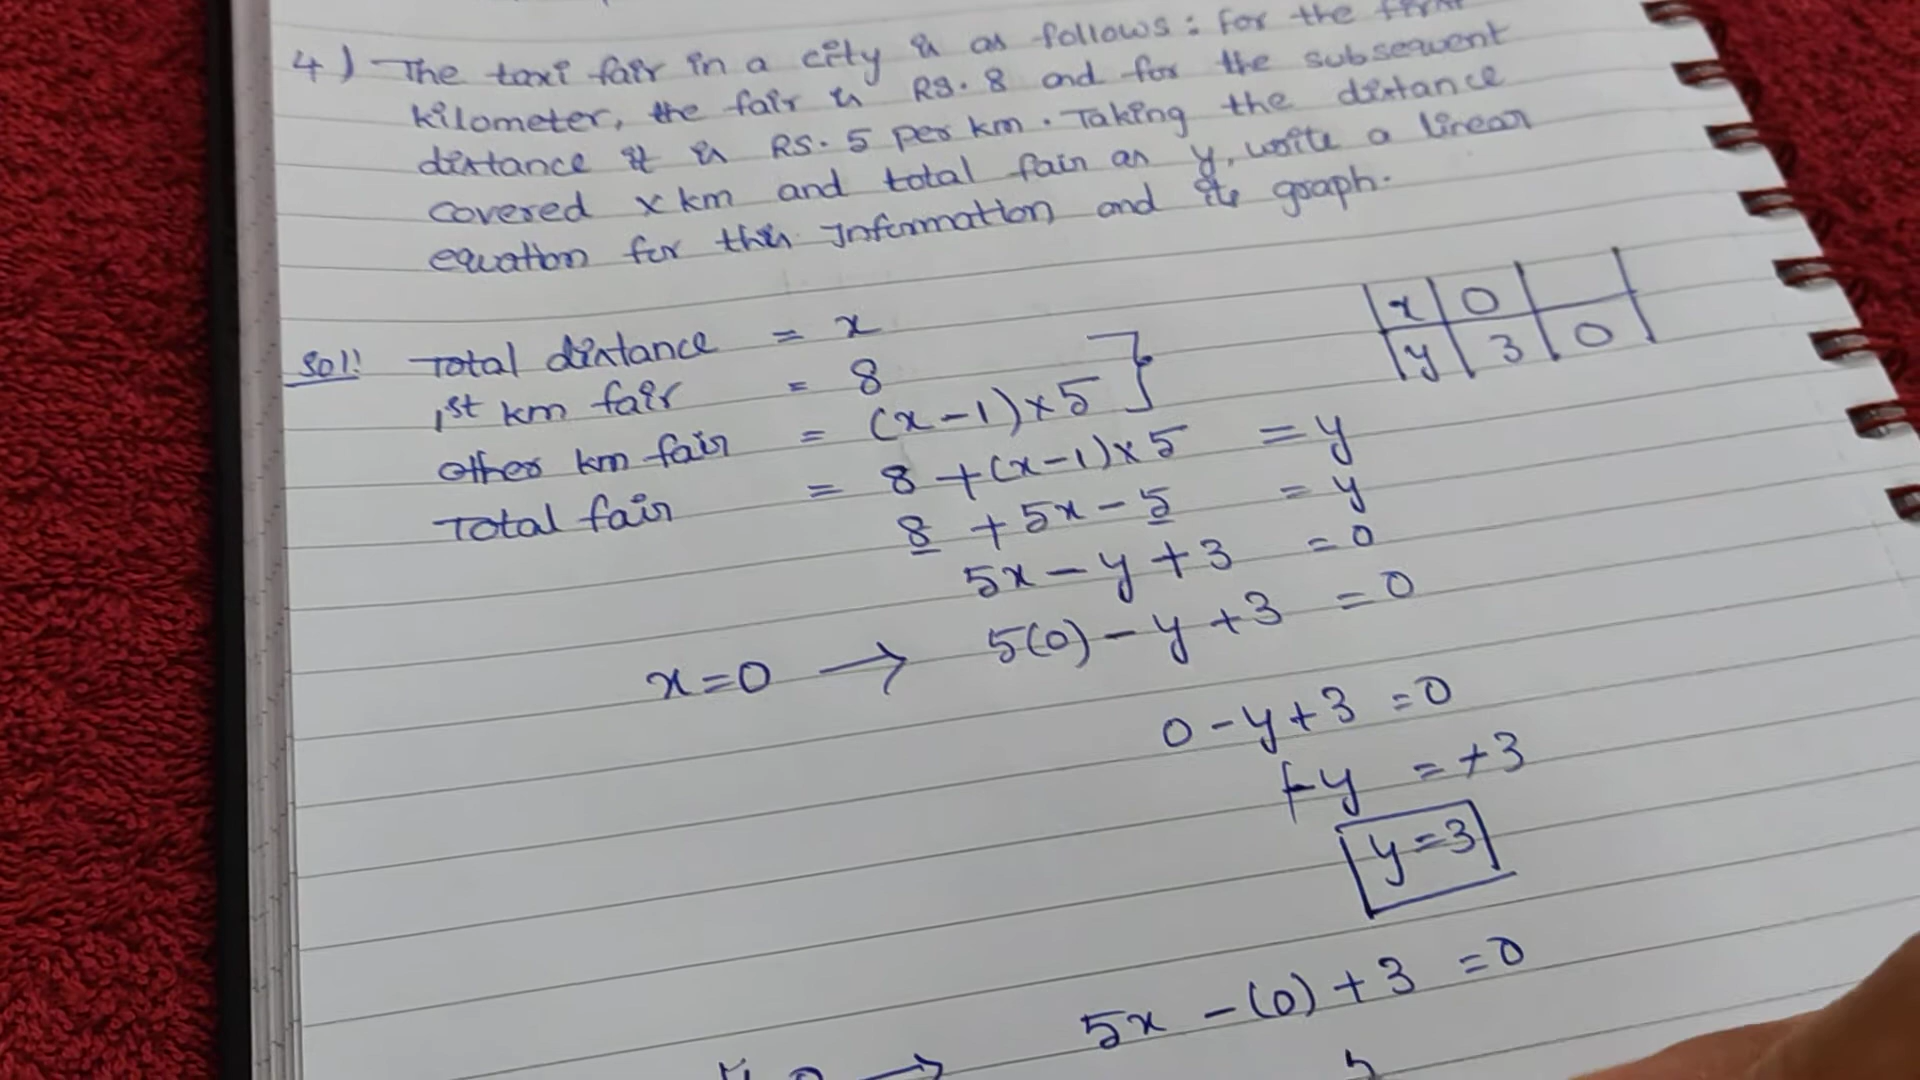 4) The taxi fair in a city is as follows: For the first
kilometer, the fair is RS. 8 and for the subsequent
distance it is RS. 5 per km. Taking the distance
covered x km and total fair as y, write a linear
equation for this Information and its graph.
x | 0 |
y | 3 | 0
Sol: Total distance = x
1st km fair = 8
other km fair = (x-1)×5 }
Total fair = 8 +(x-1)×5 = y
8 + 5x - 5 = y
5x - y + 3 = 0
x=0 → 5(0) - y + 3 = 0
0 - y + 3 = 0
+y = +3
y=3
5x - (0) + 3 = 0